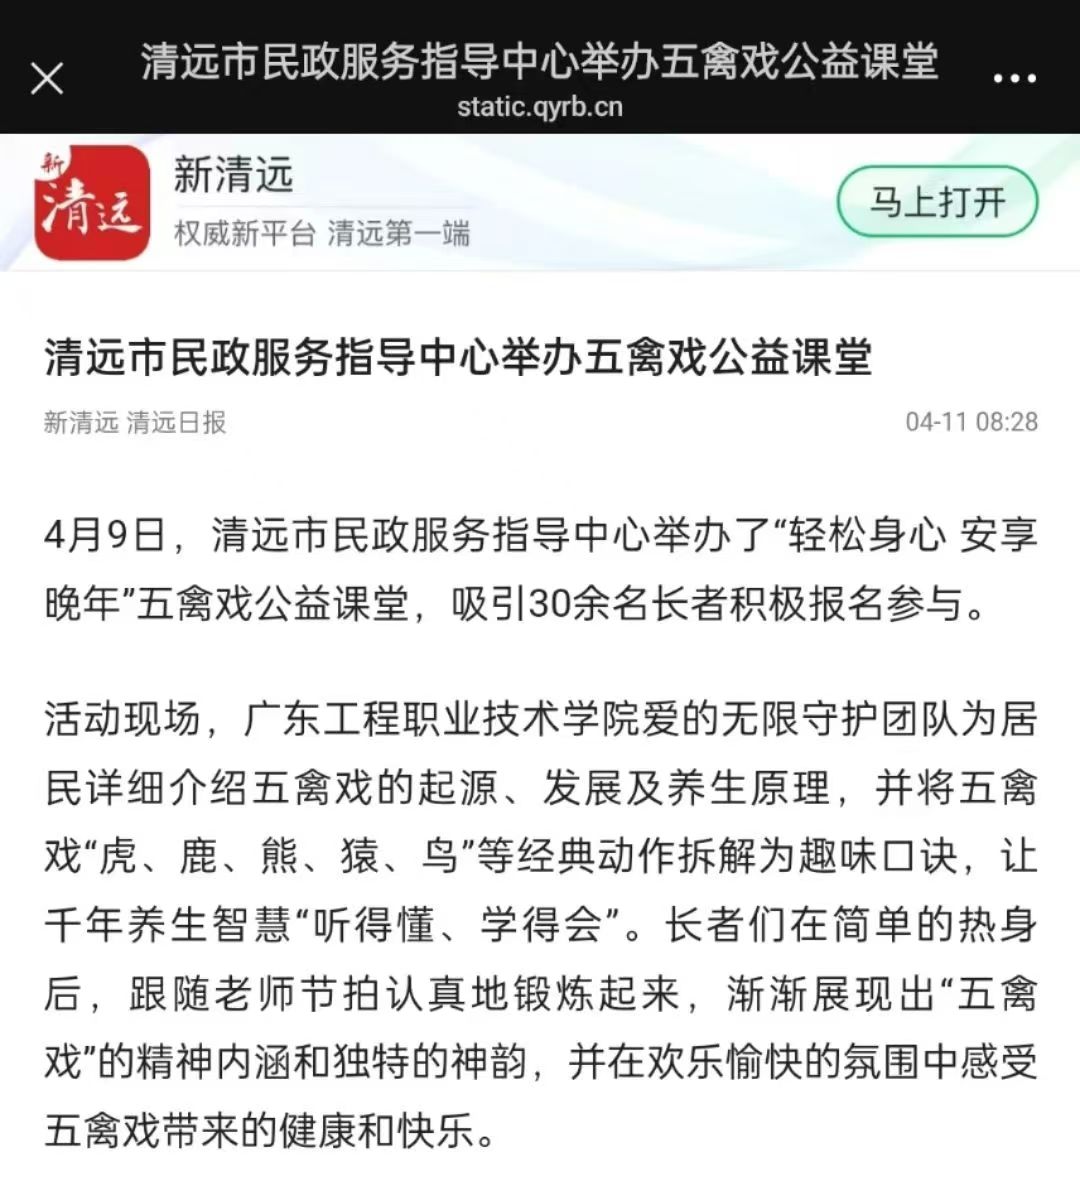 清远市民政服务指导中心举办五禽戏公益课堂
static.qyrb.cn
新清远
新清远
权威新平台 清远第一端
马上打开
清远市民政服务指导中心举办五禽戏公益课堂
新清远 清远日报
04-11 08:28
4月9日，清远市民政服务指导中心举办了“轻松身心 安享
晚年”五禽戏公益课堂，吸引30余名长者积极报名参与。
活动现场，广东工程职业技术学院爱的无限守护团队为居
民详细介绍五禽戏的起源、发展及养生原理，并将五禽
戏“虎、鹿、熊、猿、鸟”等经典动作拆解为趣味口诀，让
千年养生智慧“听得懂、学得会”。长者们在简单的热身
后，跟随老师节拍认真地锻炼起来，渐渐展现出“五禽
戏”的精神内涵和独特的神韵，并在欢乐愉快的氛围中感受
五禽戏带来的健康和快乐。